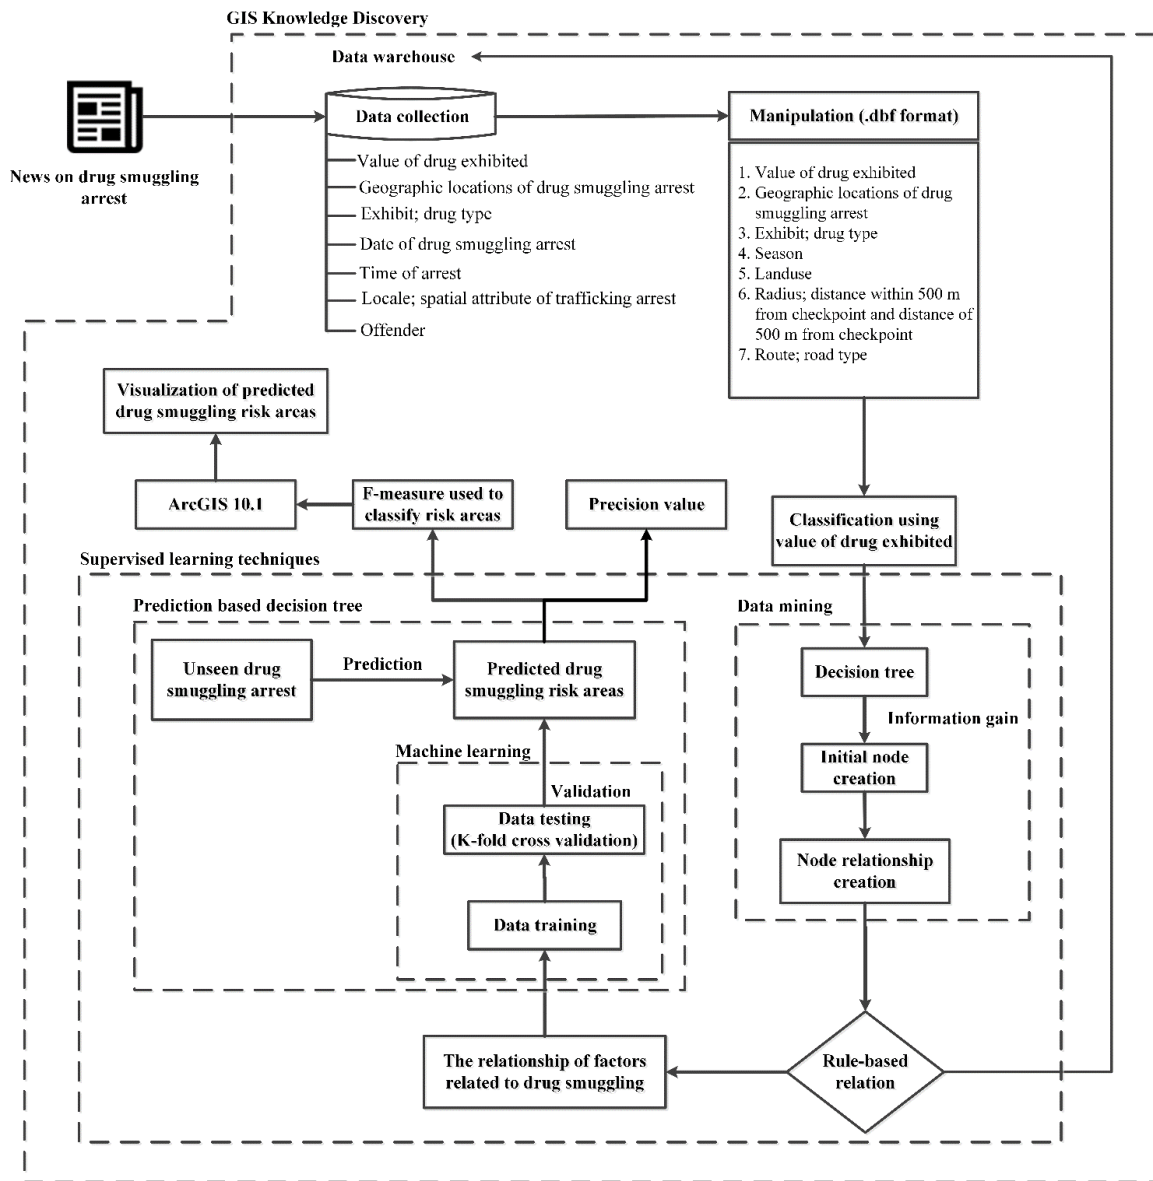 GIS Knowledge Discovery
Data warehouse
News on drug smuggling
arrest
Data collection
Value of drug exhibited
Geographic locations of drug smuggling arrest
Exhibit; drug type
Date of drug smuggling arrest
Time of arrest
Locale; spatial attribute of trafficking arrest
Offender
Manipulation (.dbf format)
1. Value of drug exhibited
2. Geographic locations of drug
smuggling arrest
3. Exhibit; drug type
4. Season
5. Landuse
6. Radius; distance within 500 m
from checkpoint and distance of
500 m from checkpoint
7. Route; road type
Visualization of predicted
drug smuggling risk areas
ArcGIS 10.1
F-measure used to
classify risk areas
Precision value
Classification using
value of drug exhibited
Supervised learning techniques
Prediction based decision tree
Unseen drug
smuggling arrest
Prediction
Predicted drug
smuggling risk areas
Machine learning
Validation
Data testing
(K-fold cross validation)
Data training
Data mining
Decision tree
Information gain
Initial node
creation
Node relationship
creation
The relationship of factors
related to drug smuggling
Rule-based
relation